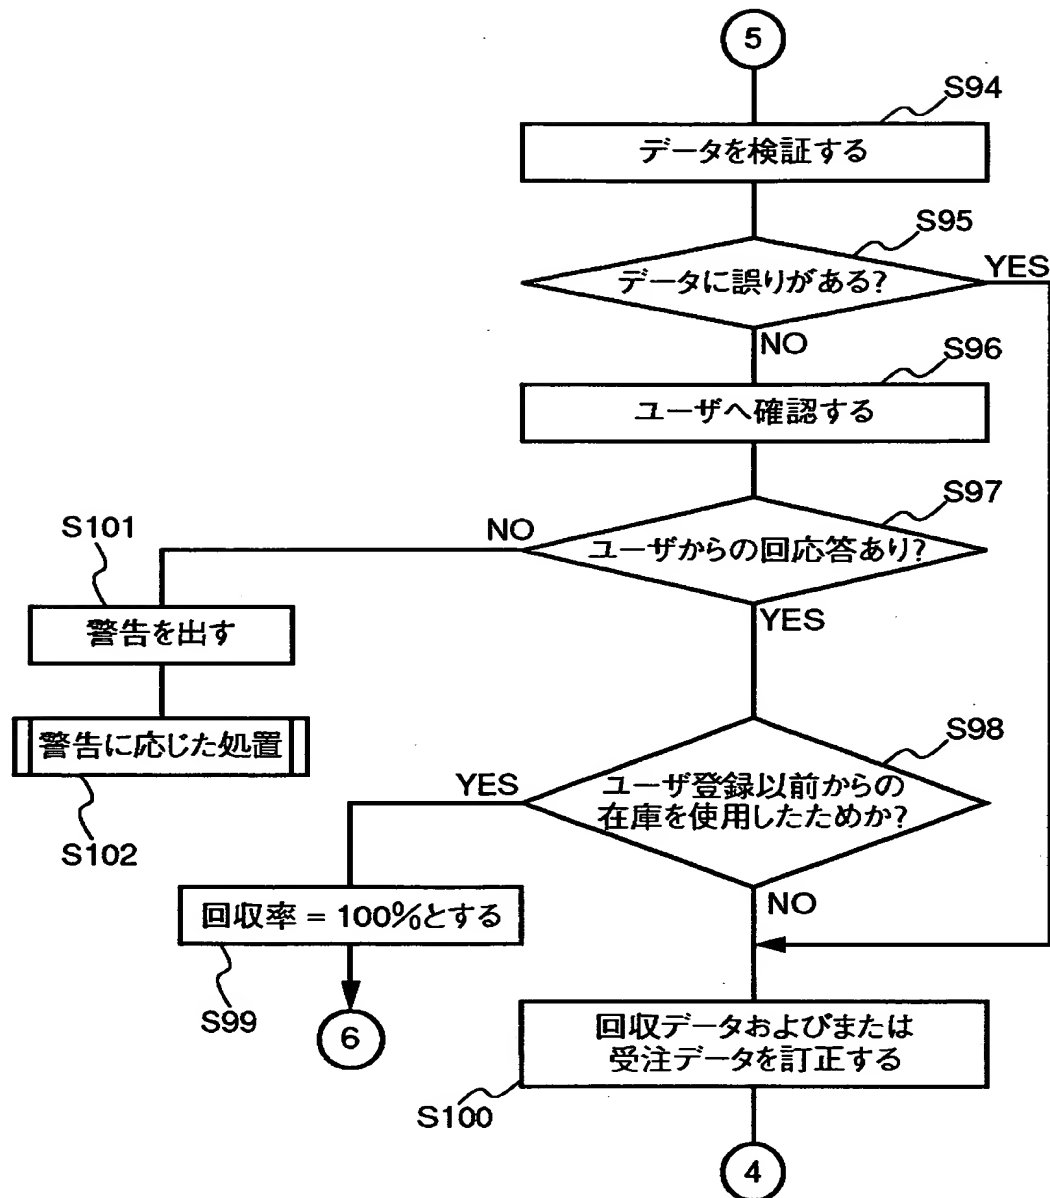 5
S94
データを検証する
S95
データに誤りがある?
YES
NO
S96
ユーザへ確認する
S97
ユーザからの回応答あり?
NO
YES
S101
警告を出す
警告に応じた処置
S102
S98
ユーザ登録以前からの
在庫を使用したためか?
YES
NO
回収率 = 100%とする
S99
6
回収データおよびまたは
受注データを訂正する
S100
4